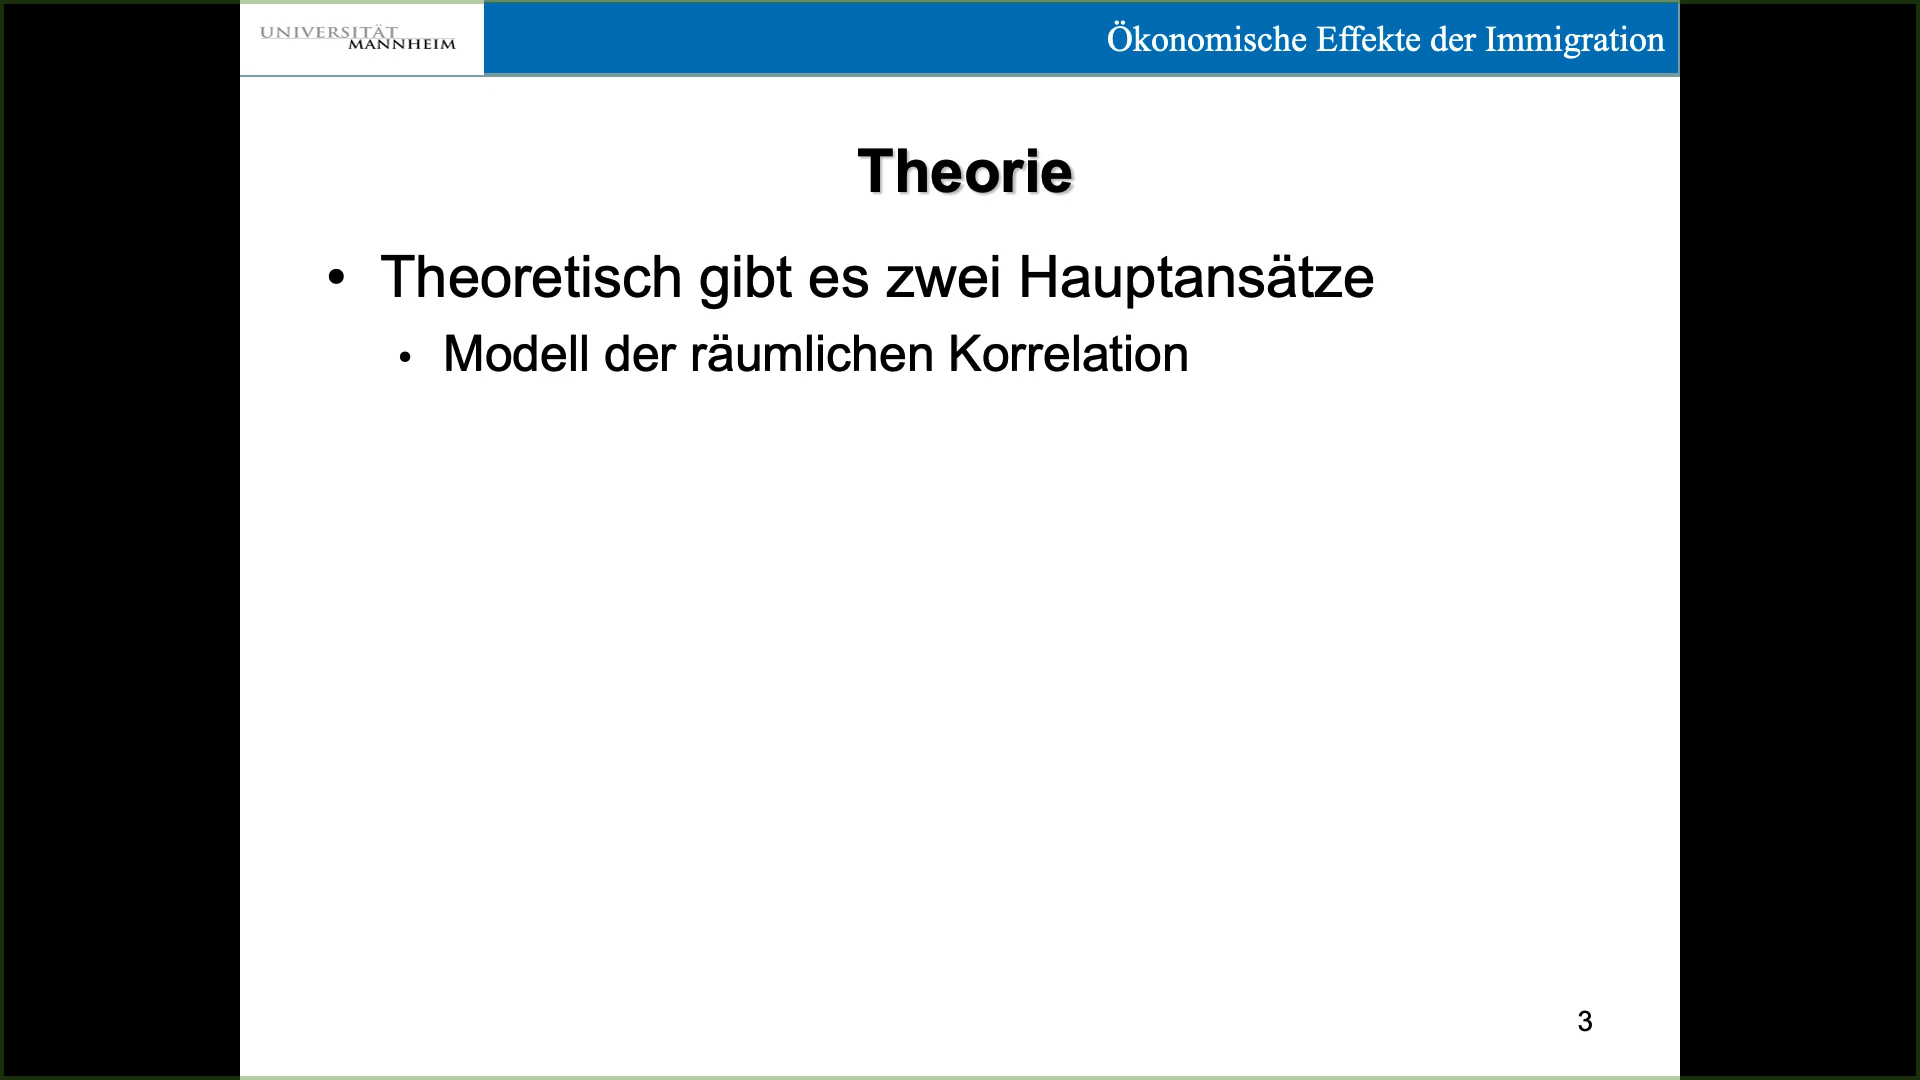 UNIVERSITÄT
MANNHEIM
Ökonomische Effekte der Immigration
Theorie
• Theoretisch gibt es zwei Hauptansätze
• Modell der räumlichen Korrelation
3